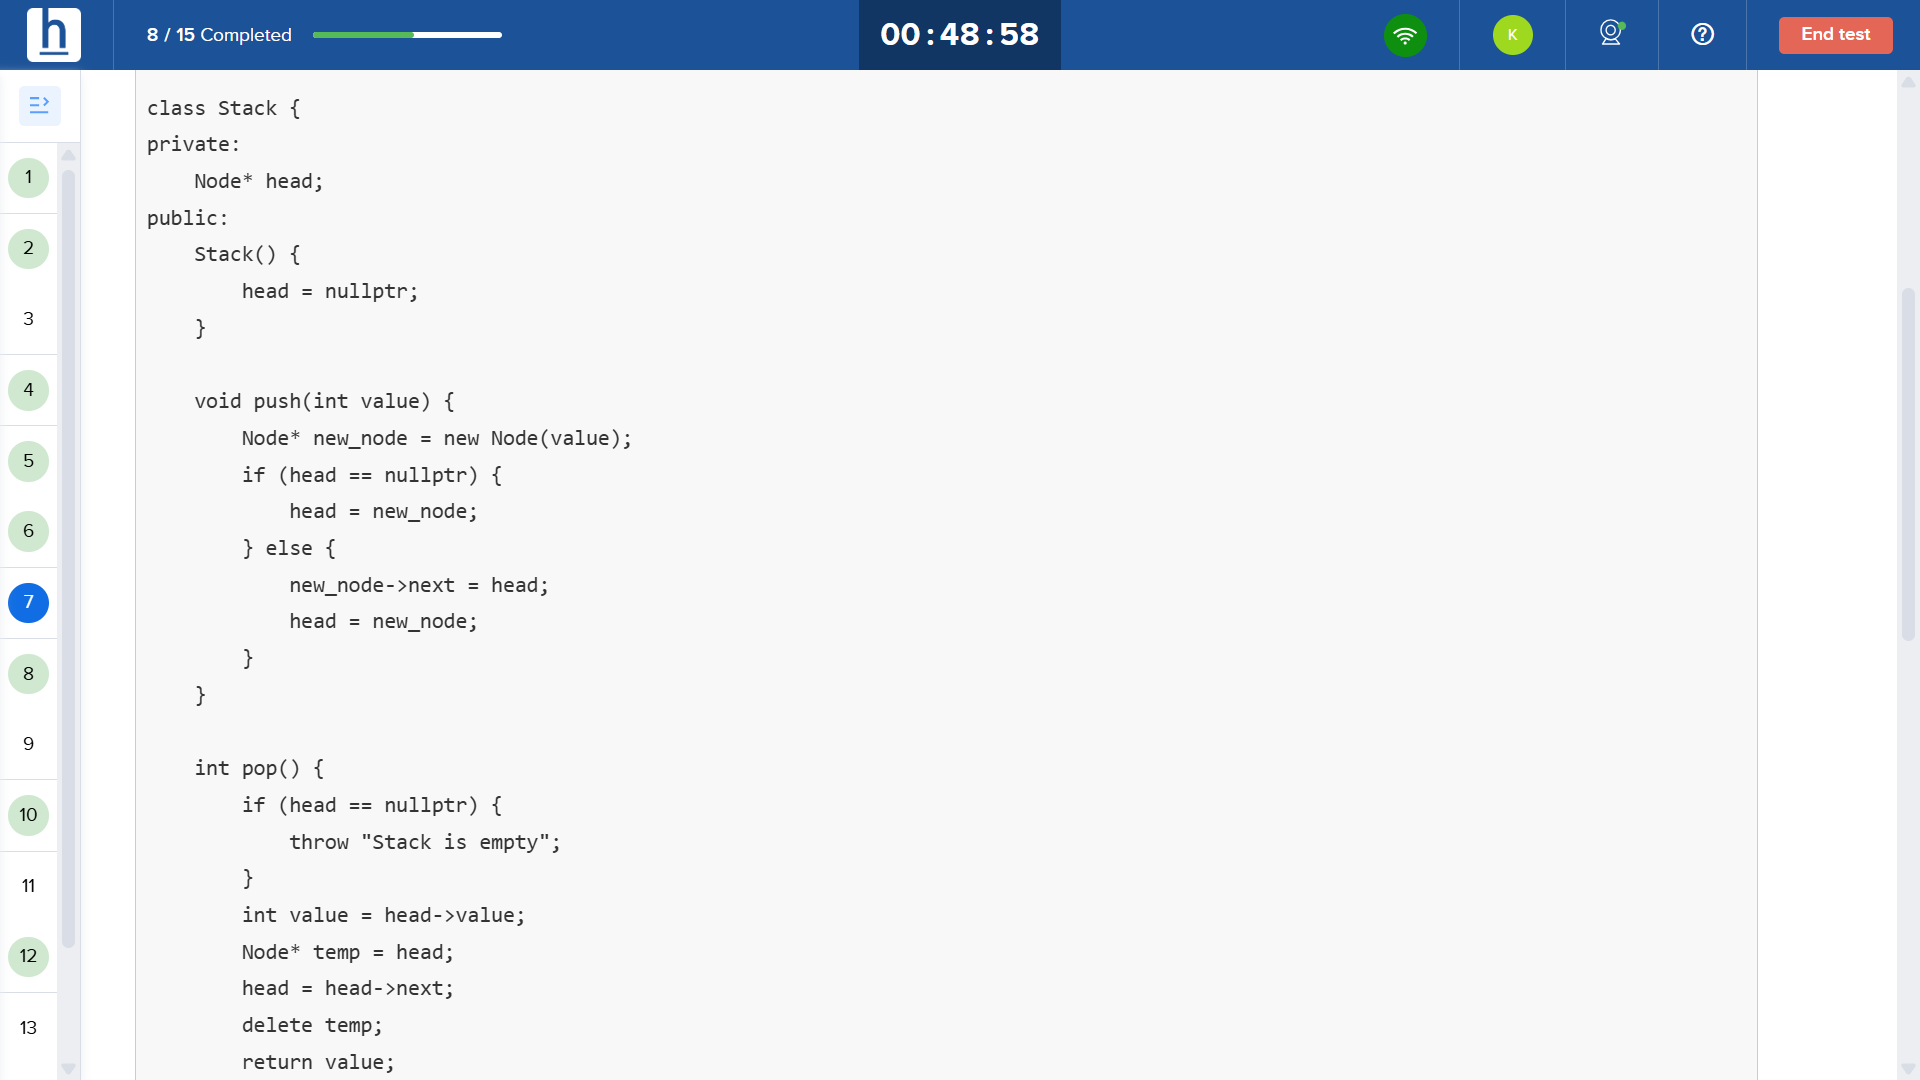 h
8 / 15 Completed
00:48:58
K
?
End test
1
2
3
4
5
6
7
8
9
10
11
12
13
class Stack {
private:
    Node* head;
public:
    Stack() {
        head = nullptr;
    }
    void push(int value) {
        Node* new_node = new Node(value);
        if (head == nullptr) {
            head = new_node;
        } else {
            new_node->next = head;
            head = new_node;
        }
    }
    int pop() {
        if (head == nullptr) {
            throw "Stack is empty";
        }
        int value = head->value;
        Node* temp = head;
        head = head->next;
        delete temp;
        return value;